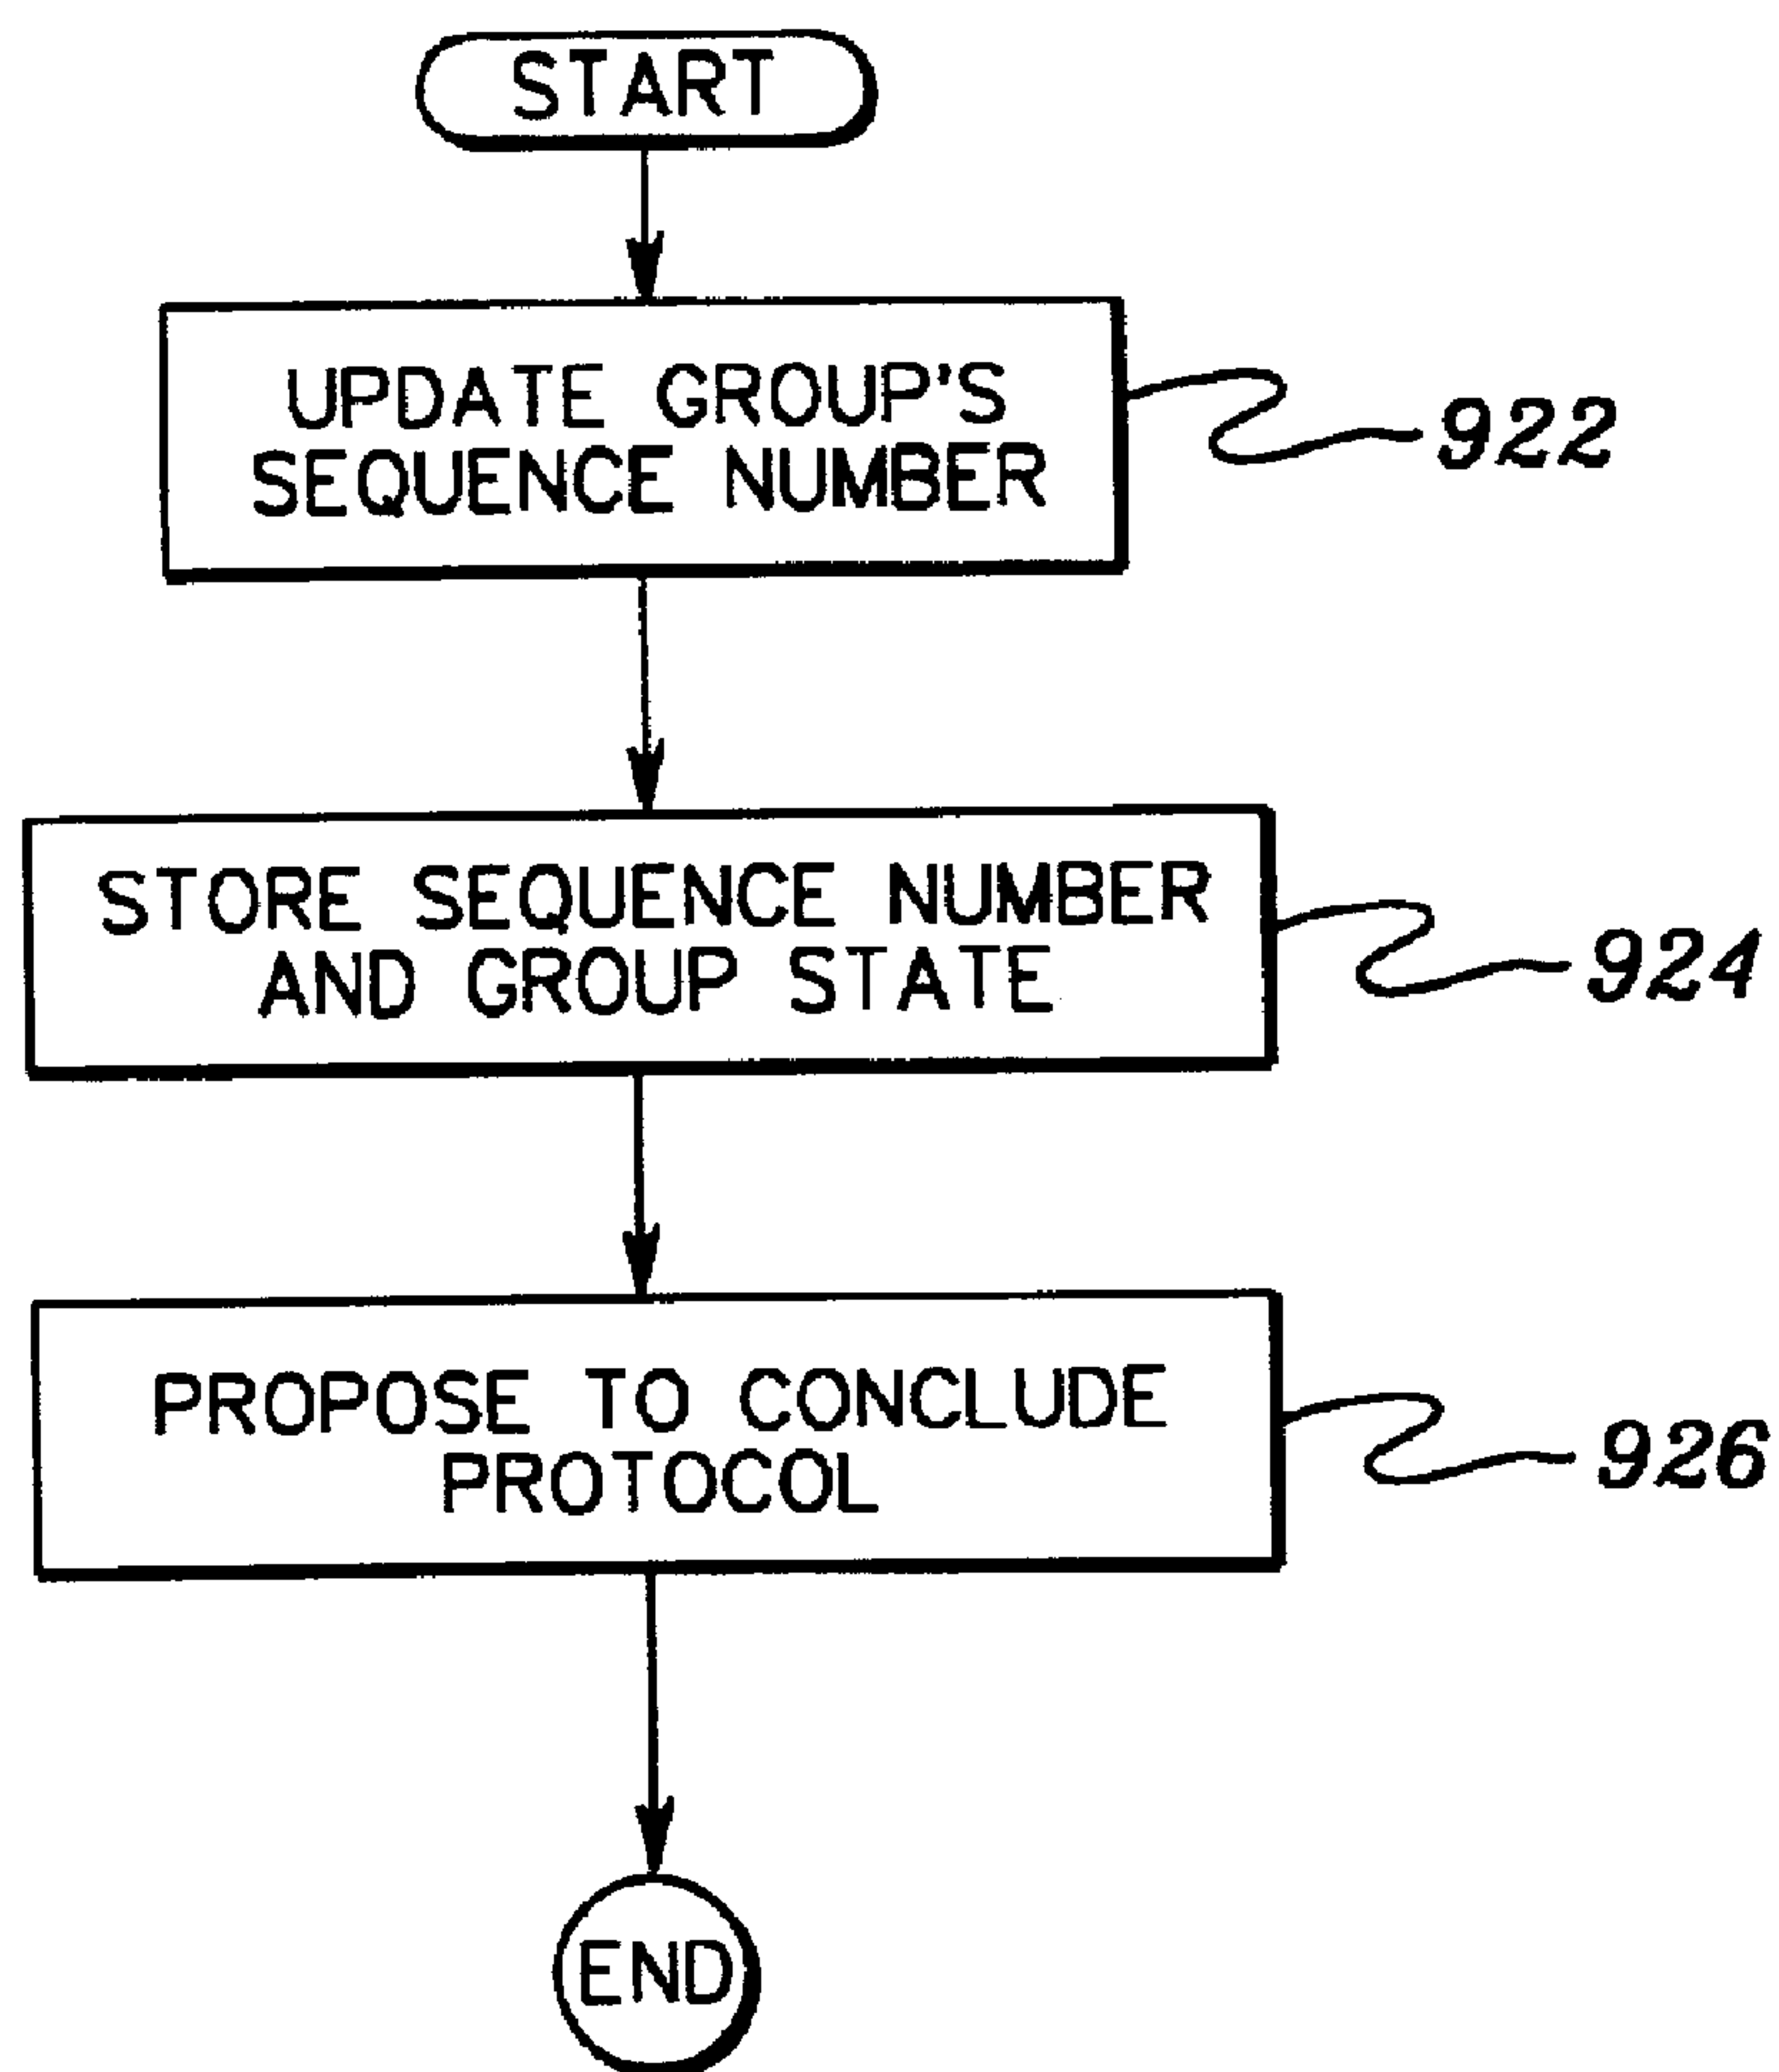 START
UPDATE GROUP'S
SEQUENCE NUMBER
922
STORE SEQUENCE NUMBER
AND GROUP STATE
924
PROPOSE TO CONCLUDE
PROTOCOL
926
END